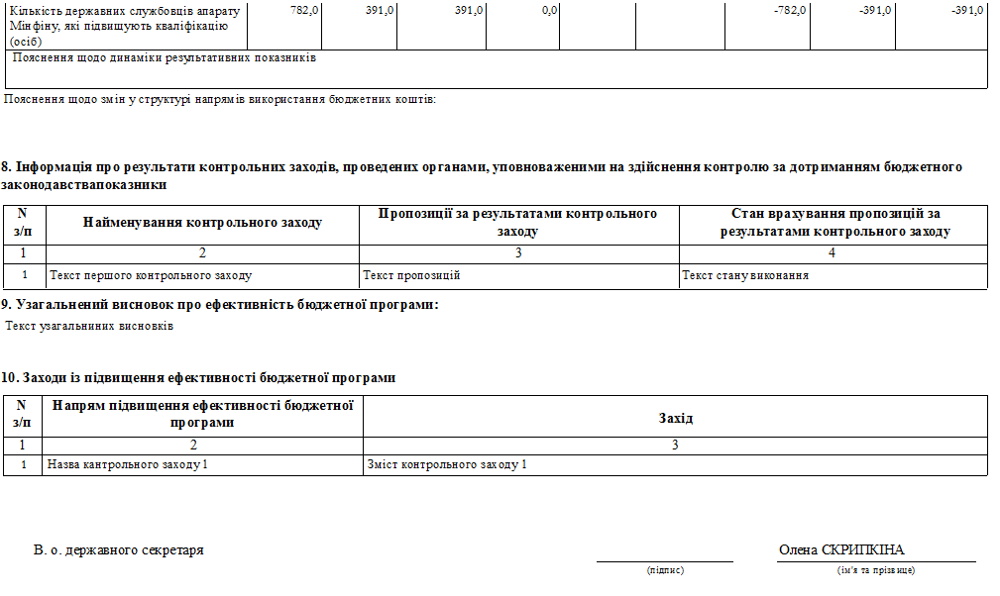 Кількість державних службовців апарату 782,0 391,0 391,0 0,0 -782,0 -391,0 -391,0
Мінфіну, які підвищують кваліфікацію
(осіб)
Пояснення щодо динаміки результативних показників
Пояснення щодо змін у структурі напрямів використання бюджетних коштів:
8. Інформація про результати контрольних заходів, проведених органами, уповноваженими на здійснення контролю за дотриманням бюджетного
законодавствапоказники
N
з/п
Найменування контрольного заходу
Пропозиції за результатами контрольного
заходу
Стан врахування пропозицій за
результатами контрольного заходу
1 2 3 4
1 Текст першого контрольного заходу Текст пропозицій Текст стану виконання
9. Узагальнений висновок про ефективність бюджетної програми:
Текст узагальниних висновків
10. Заходи із підвищення ефективності бюджетної програми
N
з/п
Напрям підвищення ефективності бюджетної
програми
Захід
1 2 3
1 Назва кантрольного заходу 1 Зміст контрольного заходу 1
В. о. державного секретаря Олена СКРИПКІНА
(підпис) (ім'я та прізвище)